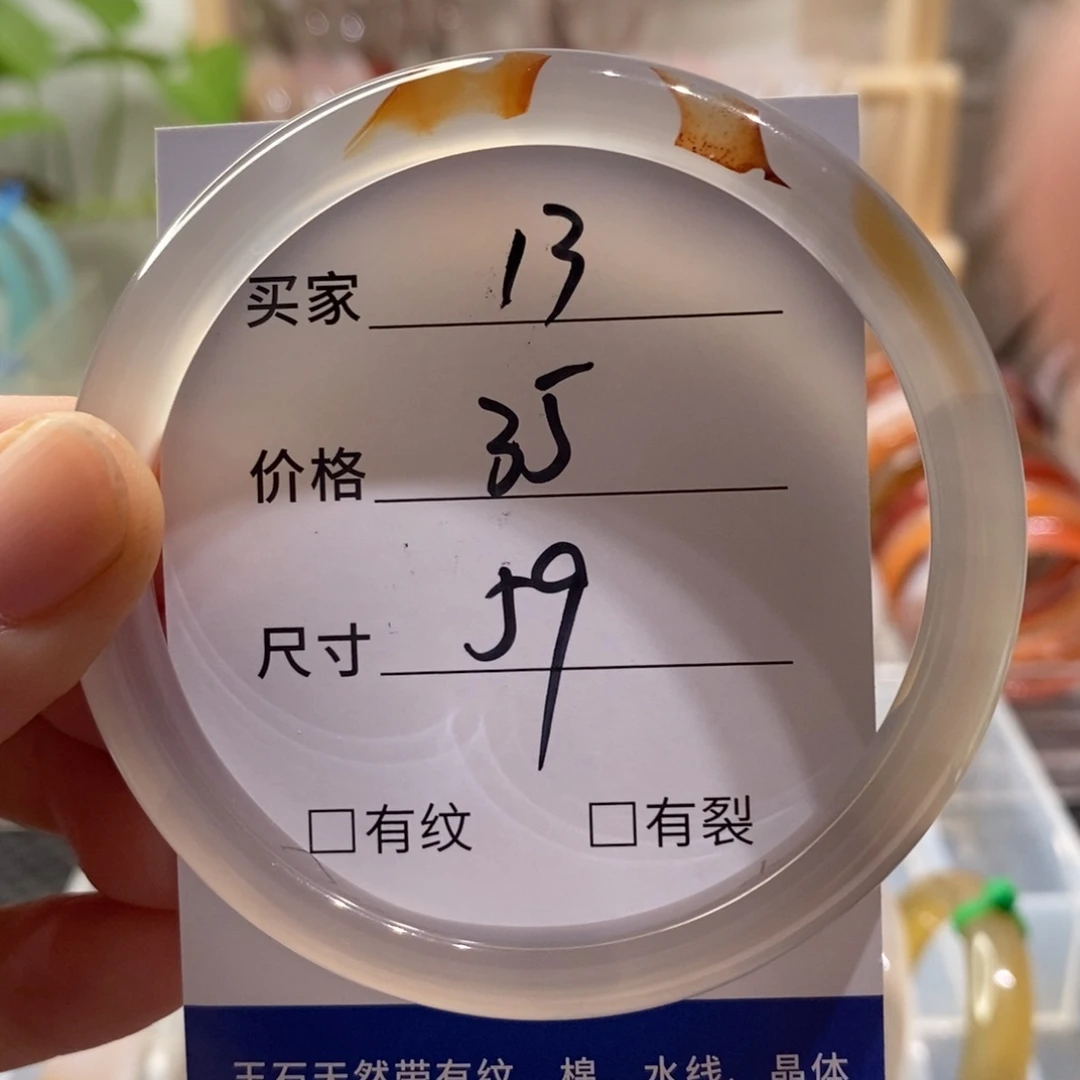 买家 13
价格 35
尺寸 59
□有纹 □有裂
玉石天然带有纹、棉、水线、晶体